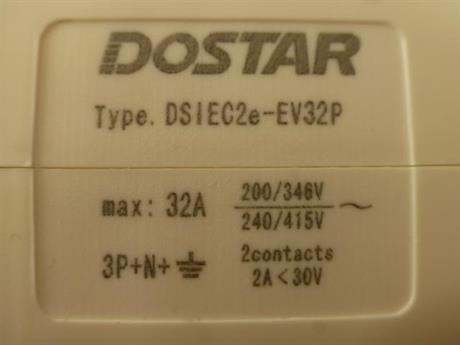 DOSTAR
Type. DSIEC2e-EV32P
max: 32A 200/346V ~
240/415V
3P+N+⏚ 2contacts
2A<30V